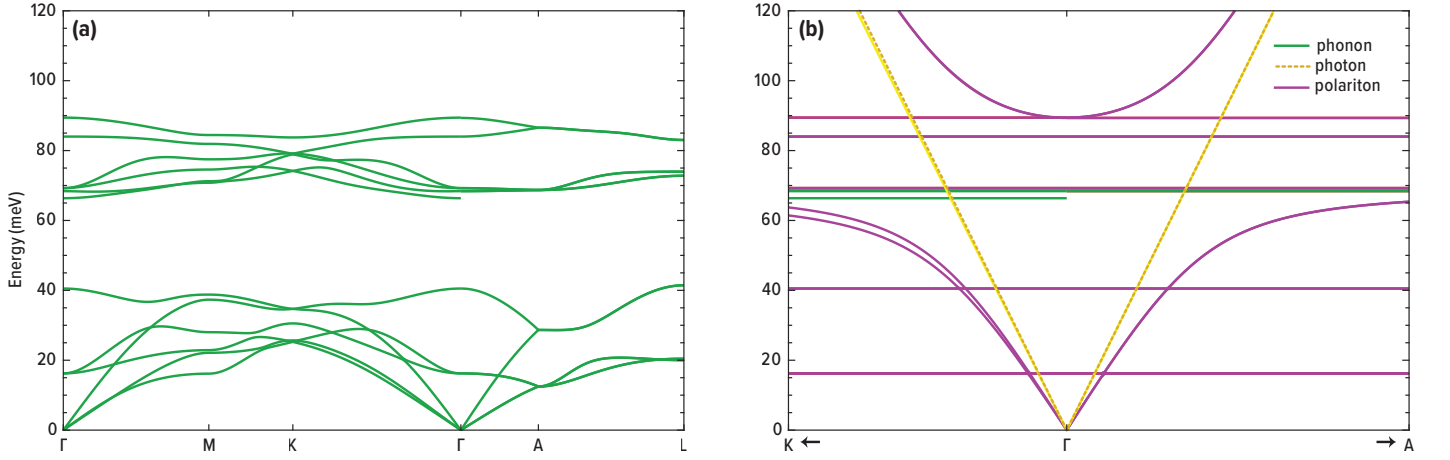 (a)
Energy (meV)
120
100
80
60
40
20
0
Γ M K Γ A L
(b)
phonon
photon
polariton
120
100
80
60
40
20
0
K ← Γ → A